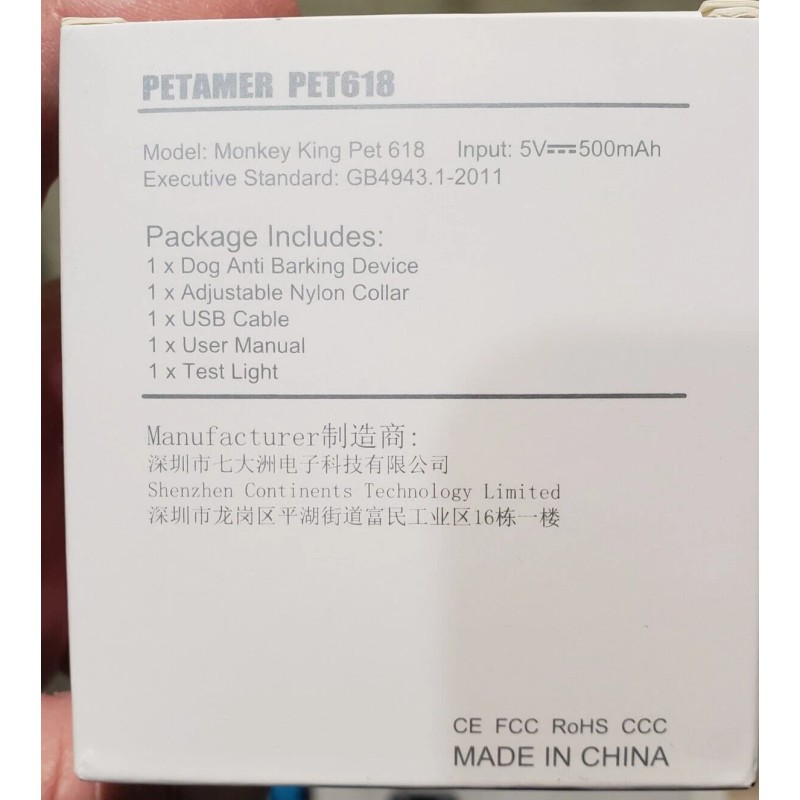 PETAMER PET618
Model: Monkey King Pet 618 Input: 5V⎓500mAh
Executive Standard: GB4943.1-2011
Package Includes:
1 x Dog Anti Barking Device
1 x Adjustable Nylon Collar
1 x USB Cable
1 x User Manual
1 x Test Light
Manufacturer制造商:
深圳市七大洲电子科技有限公司
Shenzhen Continents Technology Limited
深圳市龙岗区平湖街道富民工业区16栋一楼
CE FCC RoHS CCC
MADE IN CHINA